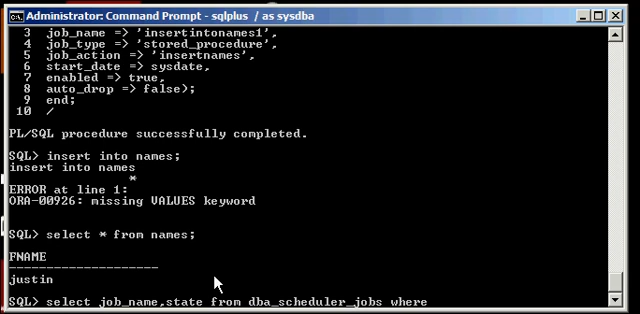 Administrator: Command Prompt - sqlplus / as sysdba
3 job_name => 'insertintonames1',
4 job_type => 'stored_procedure',
5 job_action => 'insertnames',
6 start_date => sysdate,
7 enabled => true,
8 auto_drop => false);
9 end;
10 /
PL/SQL procedure successfully completed.
SQL> insert into names;
insert into names
*
ERROR at line 1:
ORA-00926: missing VALUES keyword
SQL> select * from names;
FNAME
--------------------
justin
SQL> select job_name,state from dba_scheduler_jobs where